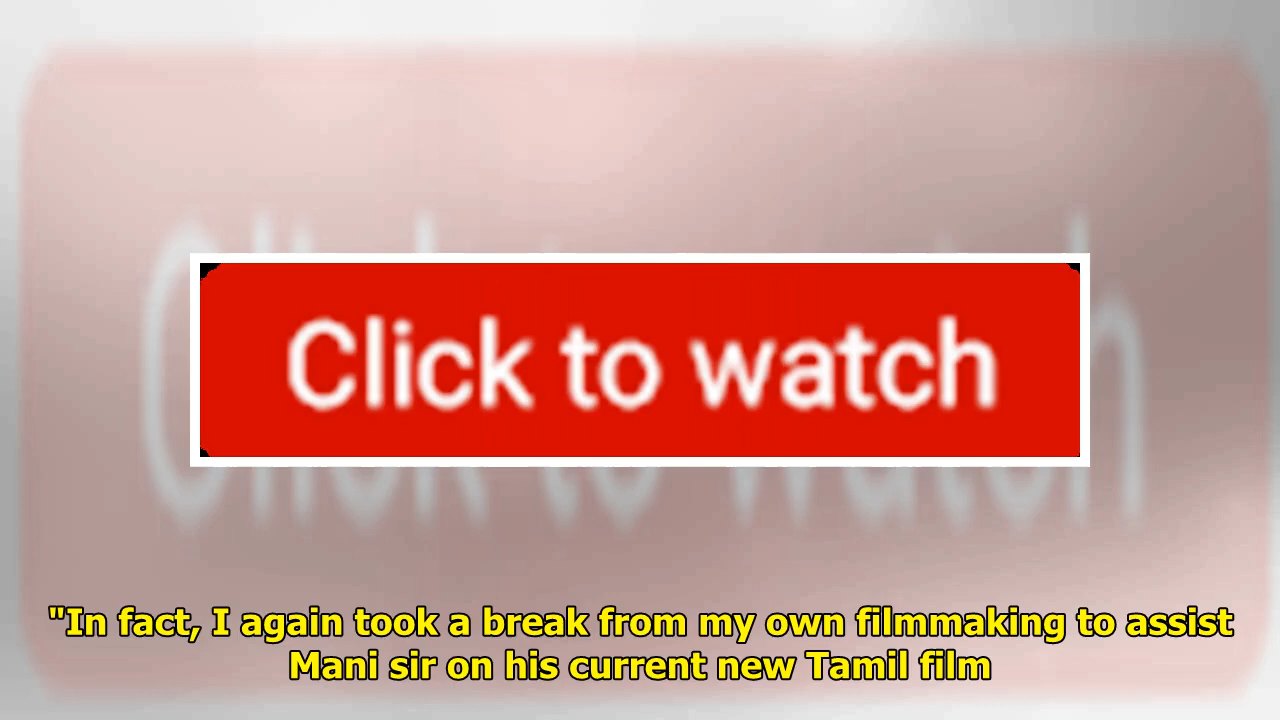 Click to watch
"In fact, I again took a break from my own filmmaking to assist
Mani sir on his current new Tamil film